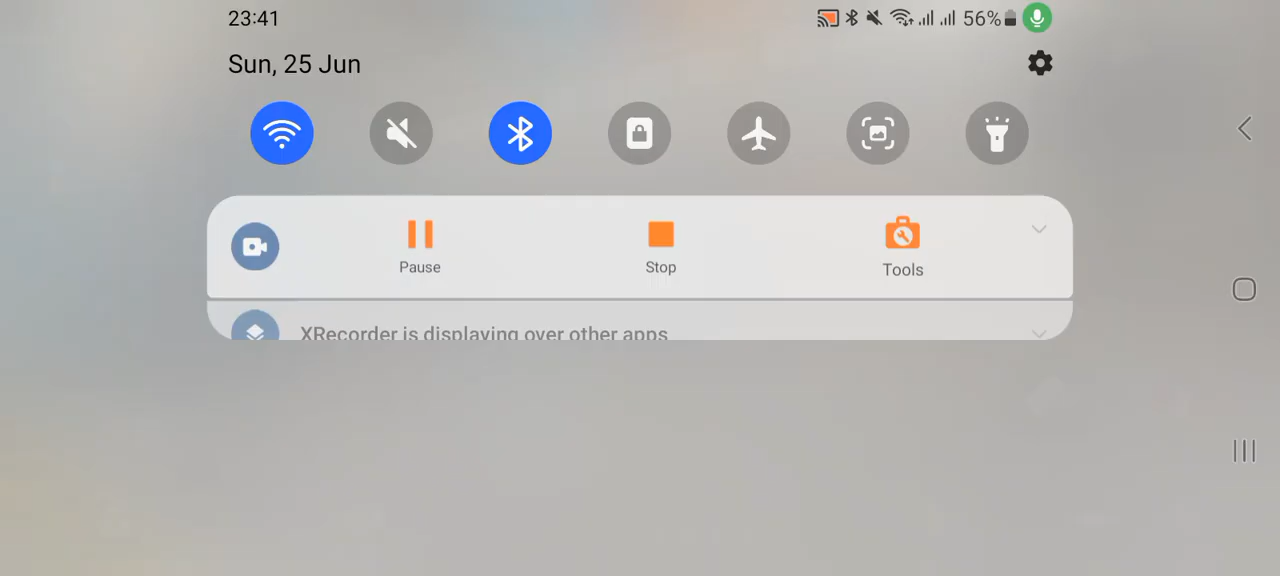 23:41
56%
Sun, 25 Jun
Pause
Stop
Tools
XRecorder is displaying over other apps